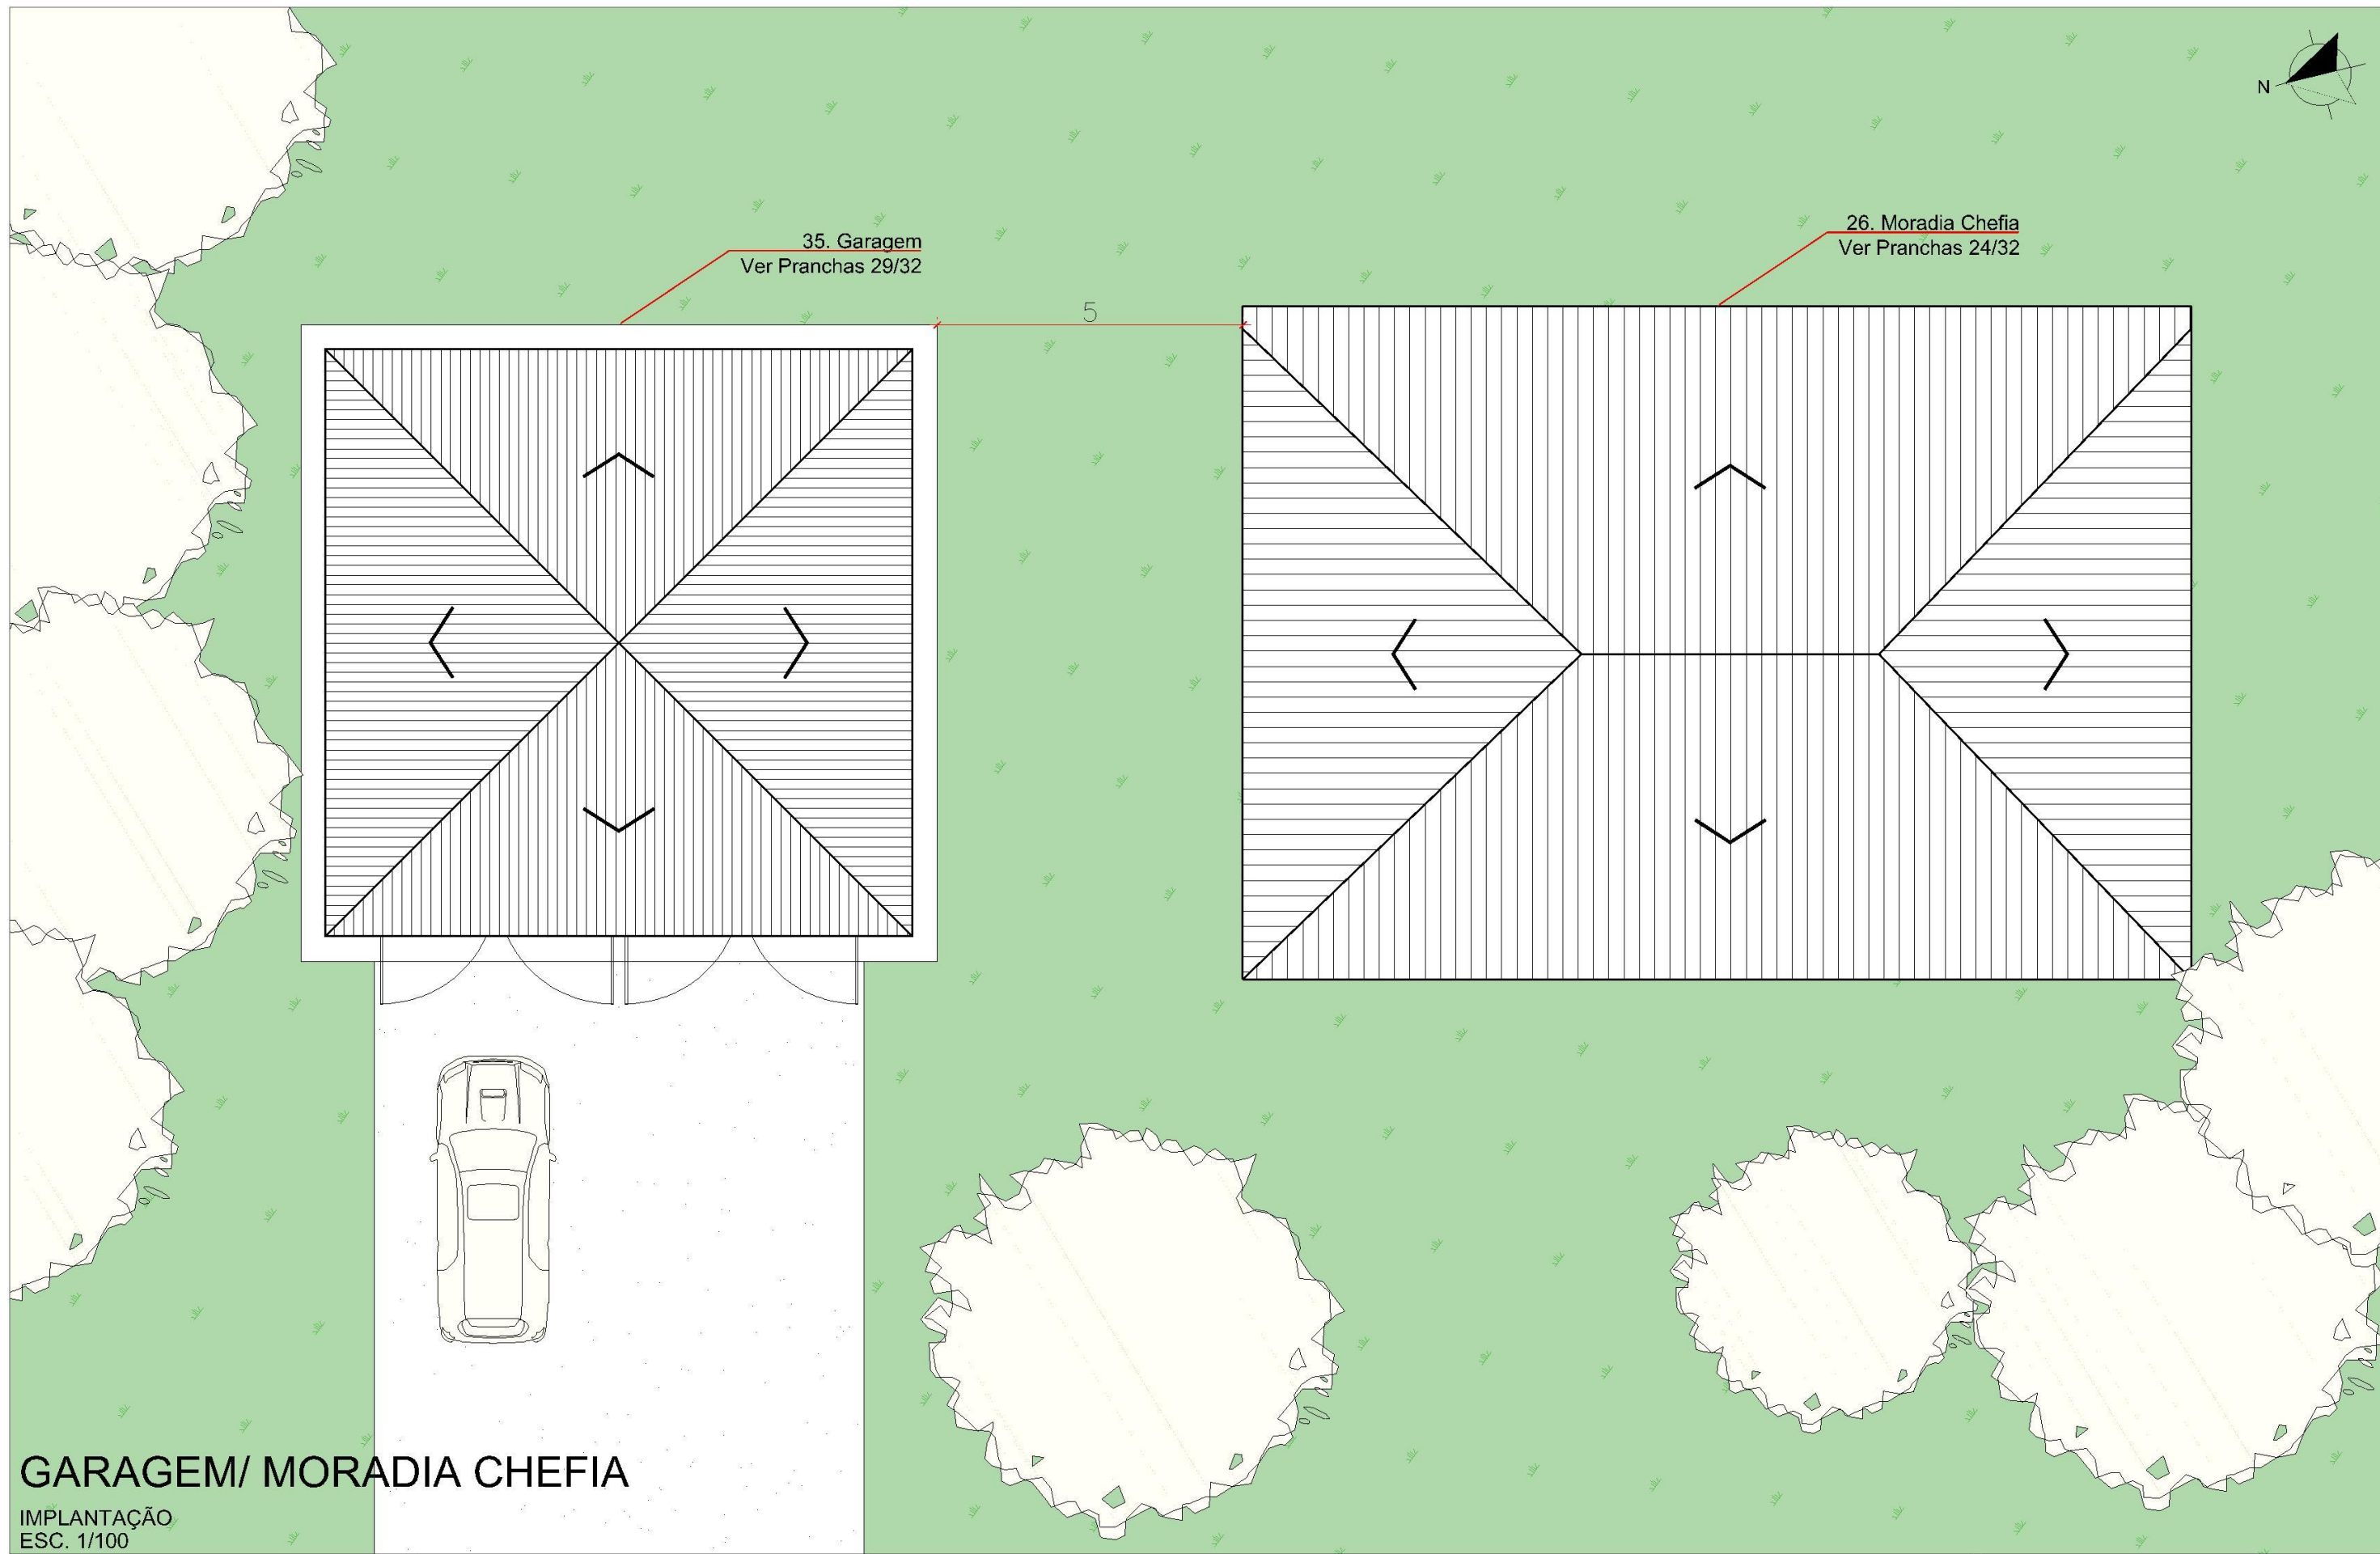 N
26. Moradia Chefia
Ver Pranchas 24/32
35. Garagem
Ver Pranchas 29/32
5
GARAGEM/ MORADIA CHEFIA
IMPLANTAÇÃO
ESC. 1/100